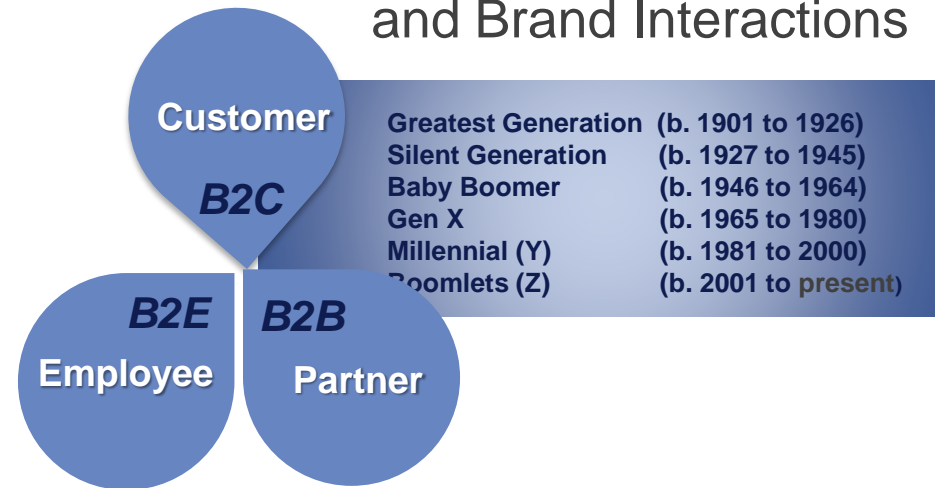 and Brand Interactions
Customer
B2C
Greatest Generation (b. 1901 to 1926)
Silent Generation (b. 1927 to 1945)
Baby Boomer (b. 1946 to 1964)
Gen X (b. 1965 to 1980)
Millennial (Y) (b. 1981 to 2000)
Boomlets (Z) (b. 2001 to present)
B2E
Employee
B2B
Partner